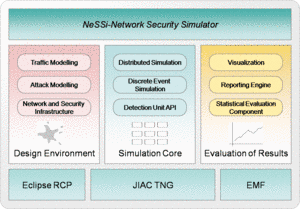 NeSSi-Network Security Simulator
Traffic Modelling
Attack Modelling
Network and Security
Infrastructure
Design Environment
Distributed Simulation
Discrete Event
Simulation
Detection Unit API
Simulation Core
Visualization
Reporting Engine
Statistical Evaluation
Component
Evaluation of Results
Eclipse RCP
JIAC TNG
EMF